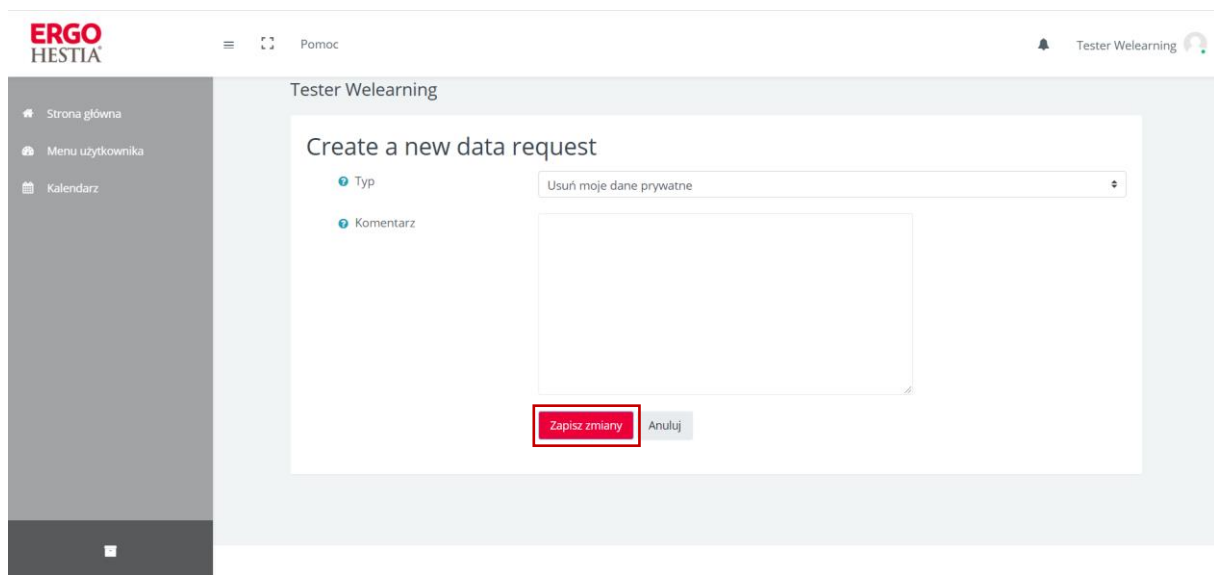 ERGO
HESTIA
Pomoc
Tester Welearning
Strona główna
Menu użytkownika
Kalendarz
Tester Welearning
Create a new data request
Typ
Usuń moje dane prywatne
Komentarz
Zapisz zmiany
Anuluj